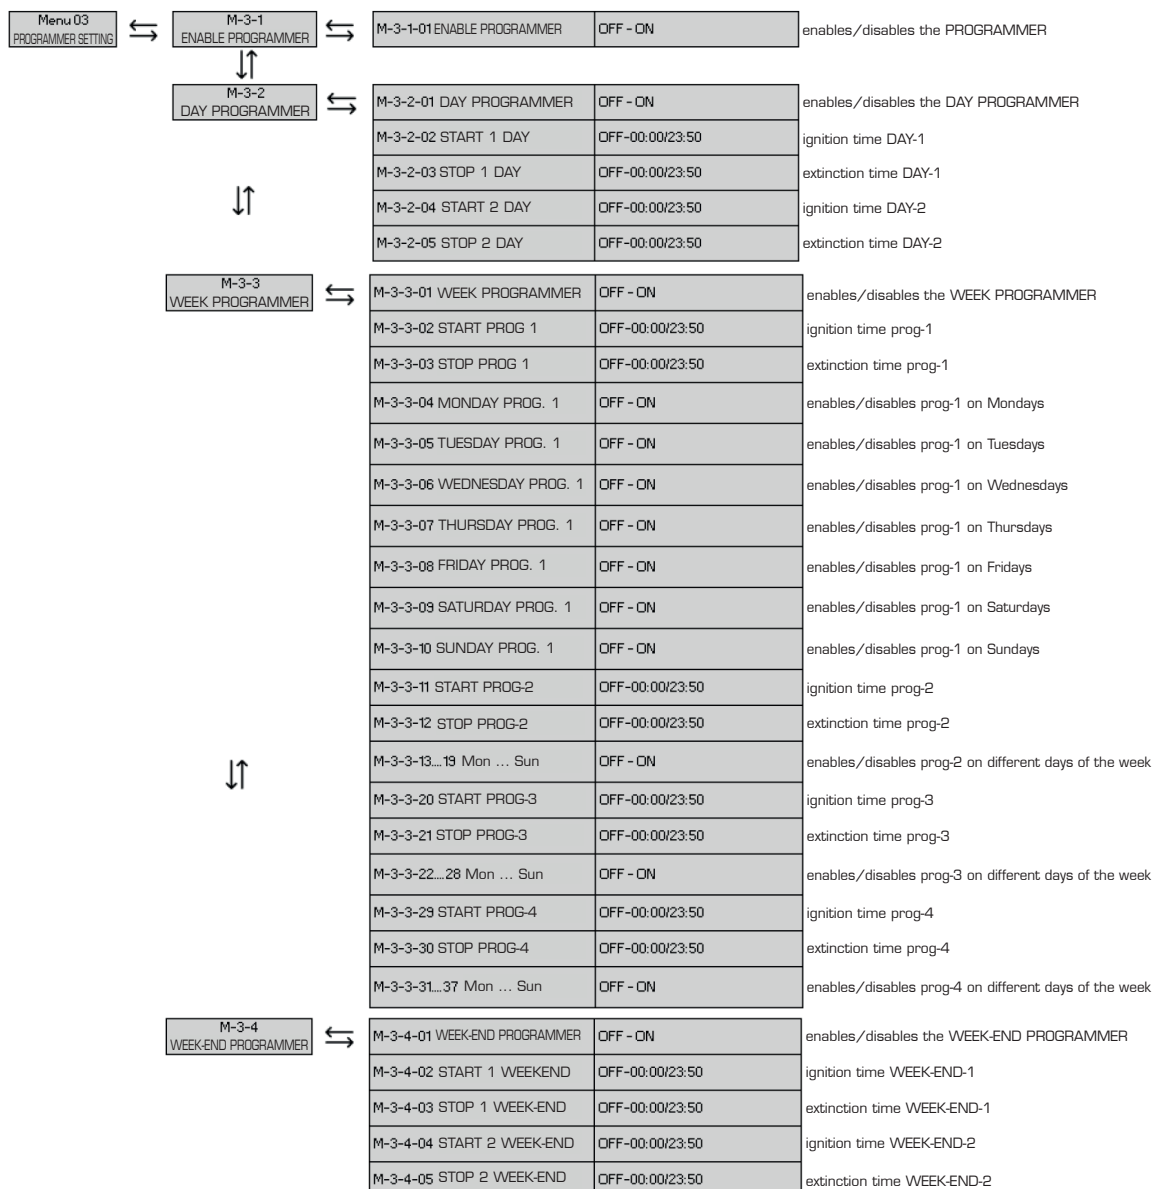 Menu 03
PROGRAMMER SETTING
M-3-1
ENABLE PROGRAMMER
M-3-1-01 ENABLE PROGRAMMER OFF - ON enables/disables the PROGRAMMER
M-3-2
DAY PROGRAMMER
M-3-2-01 DAY PROGRAMMER OFF - ON enables/disables the DAY PROGRAMMER
M-3-2-02 START 1 DAY OFF-00:00/23:50 ignition time DAY-1
M-3-2-03 STOP 1 DAY OFF-00:00/23:50 extinction time DAY-1
M-3-2-04 START 2 DAY OFF-00:00/23:50 ignition time DAY-2
M-3-2-05 STOP 2 DAY OFF-00:00/23:50 extinction time DAY-2
M-3-3
WEEK PROGRAMMER
M-3-3-01 WEEK PROGRAMMER OFF - ON enables/disables the WEEK PROGRAMMER
M-3-3-02 START PROG 1 OFF-00:00/23:50 ignition time prog-1
M-3-3-03 STOP PROG 1 OFF-00:00/23:50 extinction time prog-1
M-3-3-04 MONDAY PROG. 1 OFF - ON enables/disables prog-1 on Mondays
M-3-3-05 TUESDAY PROG. 1 OFF - ON enables/disables prog-1 on Tuesdays
M-3-3-06 WEDNESDAY PROG. 1 OFF - ON enables/disables prog-1 on Wednesdays
M-3-3-07 THURSDAY PROG. 1 OFF - ON enables/disables prog-1 on Thursdays
M-3-3-08 FRIDAY PROG. 1 OFF - ON enables/disables prog-1 on Fridays
M-3-3-09 SATURDAY PROG. 1 OFF - ON enables/disables prog-1 on Saturdays
M-3-3-10 SUNDAY PROG. 1 OFF - ON enables/disables prog-1 on Sundays
M-3-3-11 START PROG-2 OFF-00:00/23:50 ignition time prog-2
M-3-3-12 STOP PROG-2 OFF-00:00/23:50 extinction time prog-2
M-3-3-13....19 Mon ... Sun OFF - ON enables/disables prog-2 on different days of the week
M-3-3-20 START PROG-3 OFF-00:00/23:50 ignition time prog-3
M-3-3-21 STOP PROG-3 OFF-00:00/23:50 extinction time prog-3
M-3-3-22....28 Mon ... Sun OFF - ON enables/disables prog-3 on different days of the week
M-3-3-29 START PROG-4 OFF-00:00/23:50 ignition time prog-4
M-3-3-30 STOP PROG-4 OFF-00:00/23:50 extinction time prog-4
M-3-3-31....37 Mon ... Sun OFF - ON enables/disables prog-4 on different days of the week
M-3-4
WEEK-END PROGRAMMER
M-3-4-01 WEEK-END PROGRAMMER OFF - ON enables/disables the WEEK-END PROGRAMMER
M-3-4-02 START 1 WEEKEND OFF-00:00/23:50 ignition time WEEK-END-1
M-3-4-03 STOP 1 WEEK-END OFF-00:00/23:50 extinction time WEEK-END-1
M-3-4-04 START 2 WEEK-END OFF-00:00/23:50 ignition time WEEK-END-2
M-3-4-05 STOP 2 WEEK-END OFF-00:00/23:50 extinction time WEEK-END-2